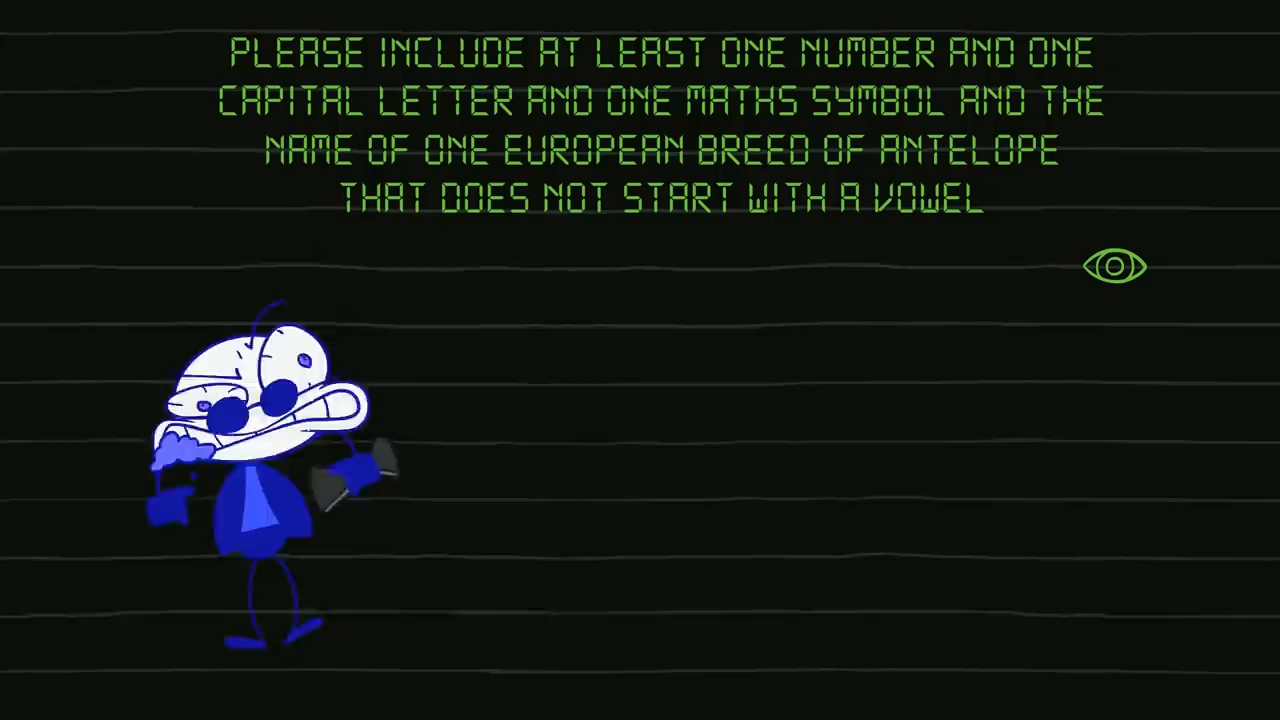 PLEASE INCLUDE AT LEAST ONE NUMBER AND ONE
CAPITAL LETTER AND ONE MATHS SYMBOL AND THE
NAME OF ONE EUROPEAN BREED OF ANTELOPE
THAT DOES NOT START WITH A VOWEL